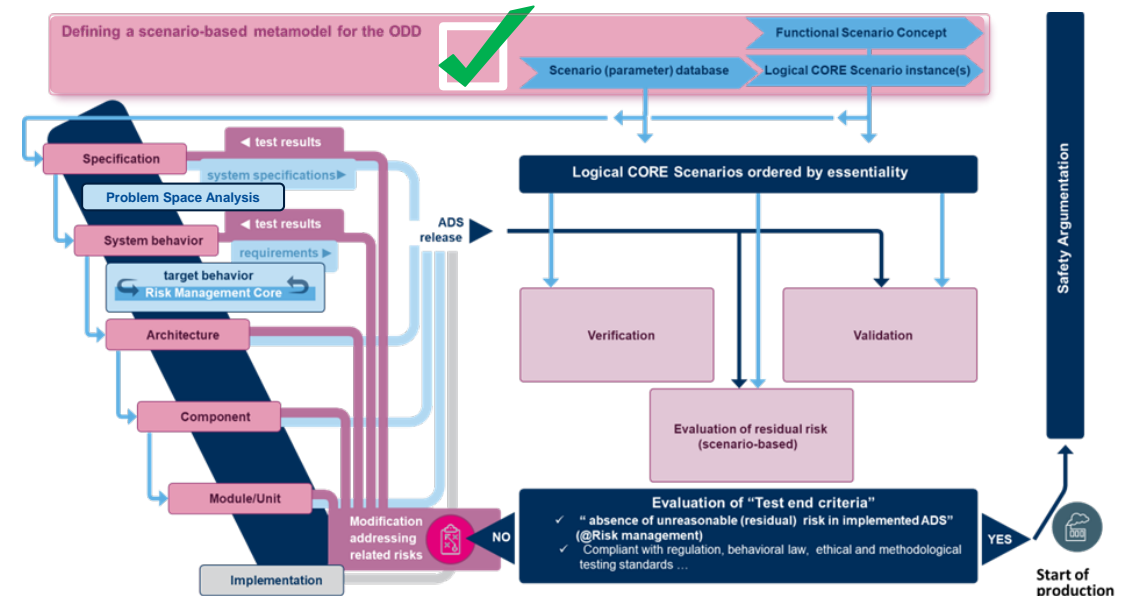 Defining a scenario-based metamodel for the ODD
Functional Scenario Concept
Scenario (parameter) database
Logical CORE Scenario instance(s)
Specification
◄ test results
system specifications►
Problem Space Analysis
System behavior
◄ test results
requirements ►
target behavior
Risk Management Core
Architecture
Component
Module/Unit
Modification
addressing
related risks
Implementation
ADS
release
Logical CORE Scenarios ordered by essentiality
Verification
Validation
Evaluation of residual risk
(scenario-based)
NO
Evaluation of “Test end criteria”
✓ “ absence of unreasonable (residual) risk in implemented ADS”
(@Risk management)
✓ Compliant with regulation, behavioral law, ethical and methodological
testing standards …
YES
Safety Argumentation
Start of
production